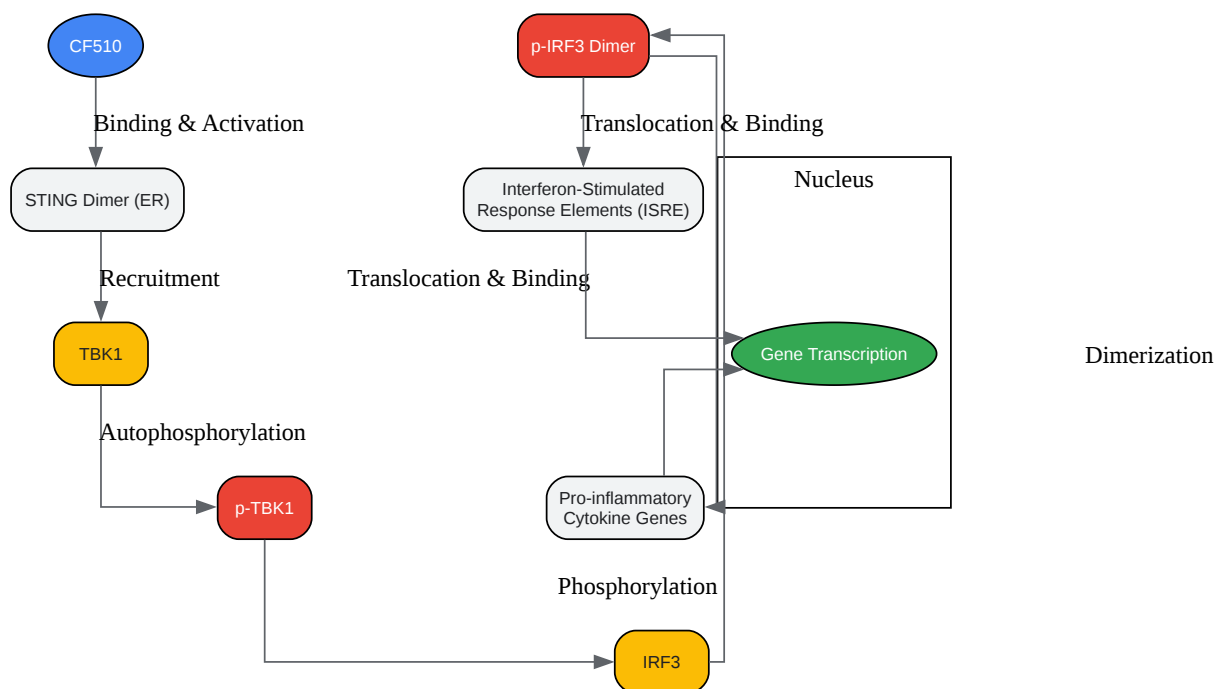 CF510
p-IRF3 Dimer
Binding & Activation
Translocation & Binding
Nucleus
STING Dimer (ER)
Interferon-Stimulated
Response Elements (ISRE)
Recruitment
Translocation & Binding
TBK1
Gene Transcription
Dimerization
Autophosphorylation
p-TBK1
Pro-inflammatory
Cytokine Genes
Phosphorylation
IRF3